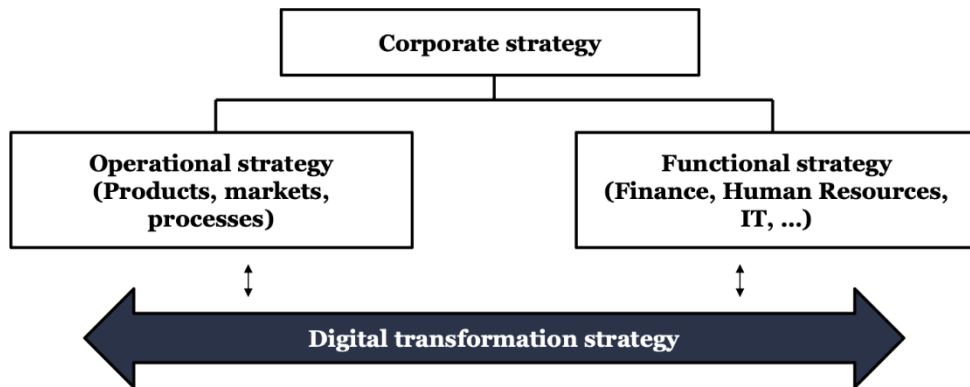 Corporate strategy
Operational strategy
(Products, markets,
processes)
Functional strategy
(Finance, Human Resources,
IT, ...)
Digital transformation strategy